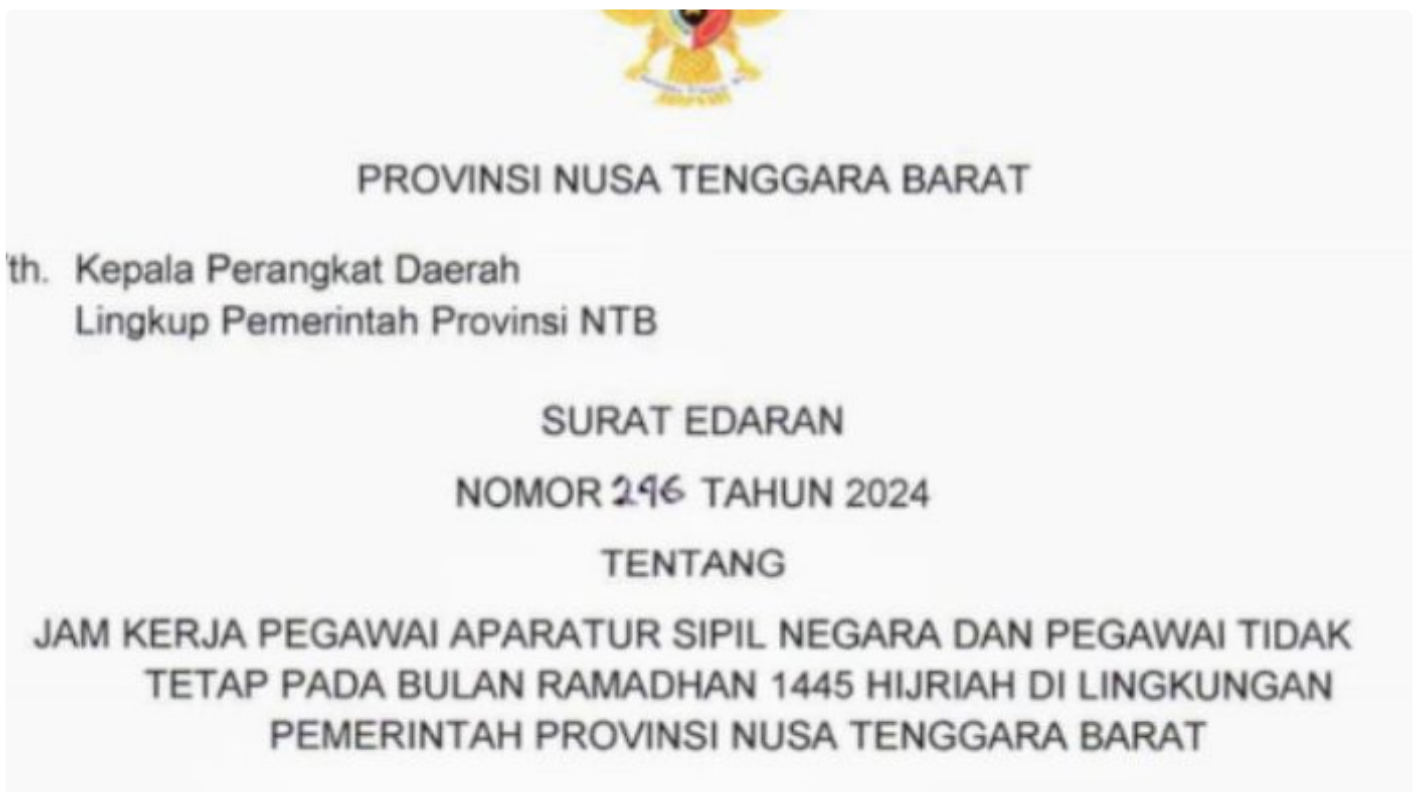 PROVINSI NUSA TENGGARA BARAT
Kepala Perangkat Daerah
Lingkup Pemerintah Provinsi NTB
SURAT EDARAN
NOMOR 296 TAHUN 2024
TENTANG
JAM KERJA PEGAWAI APARATUR SIPIL NEGARA DAN PEGAWAI TIDAK
TETAP PADA BULAN RAMADHAN 1445 HIJRIAH DI LINGKUNGAN
PEMERINTAH PROVINSI NUSA TENGGARA BARAT